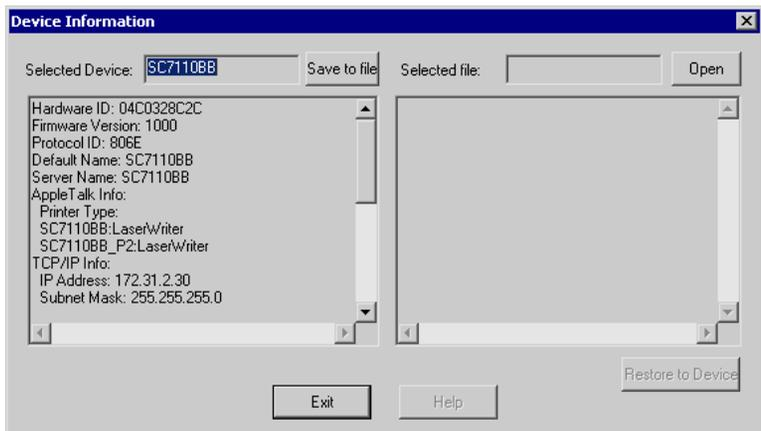 Device Information
Selected Device: SC7110BB Save to file Selected file: Open
Hardware ID: 04C0328C2C
Firmware Version: 1000
Protocol ID: 806E
Default Name: SC7110BB
Server Name: SC7110BB
AppleTalk Info:
Printer Type:
SC7110BB:LaserWriter
SC7110BB_P2:LaserWriter
TCP/IP Info:
IP Address: 172.31.2.30
Subnet Mask: 255.255.255.0
Restore to Device
Exit Help